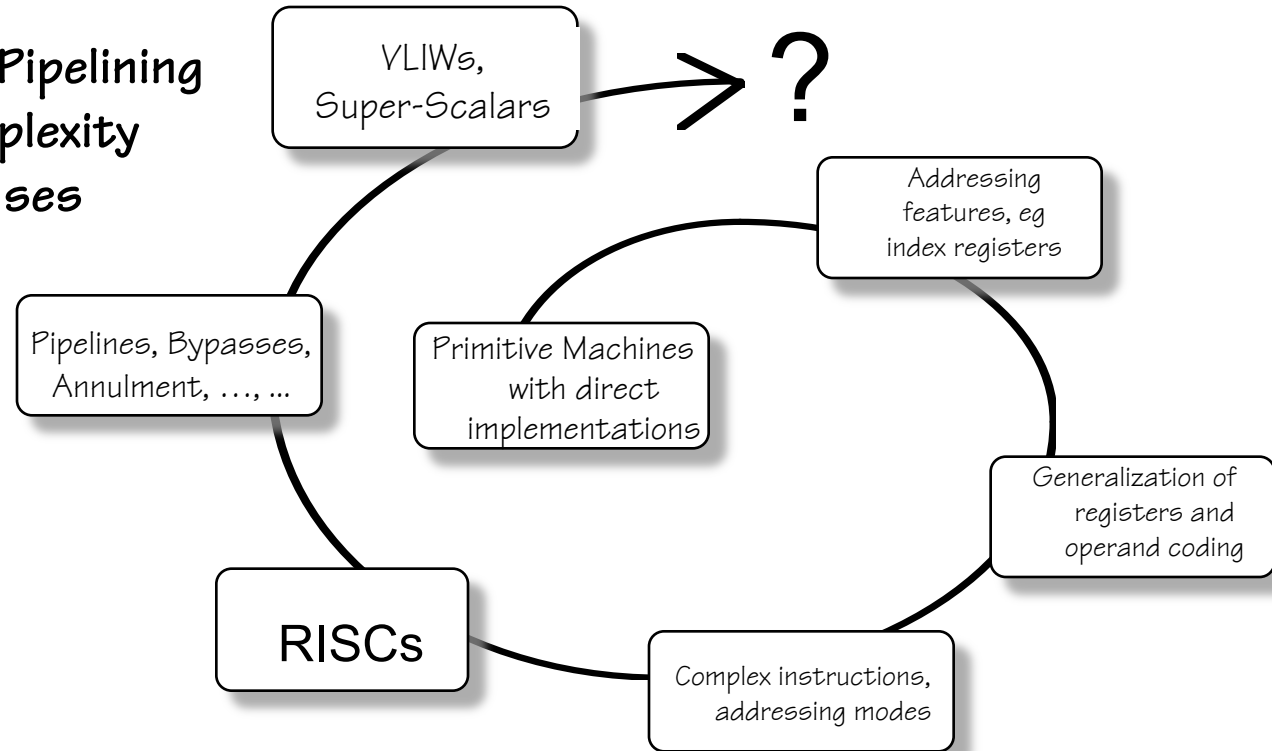 Pipelining
plexity
ses
VLIWs,
Super-Scalars
?
Addressing
features, eg
index registers
Pipelines, Bypasses,
Annulment, ..., ...
Primitive Machines
with direct
implementations
Generalization of
registers and
operand coding
RISCs
Complex instructions,
addressing modes